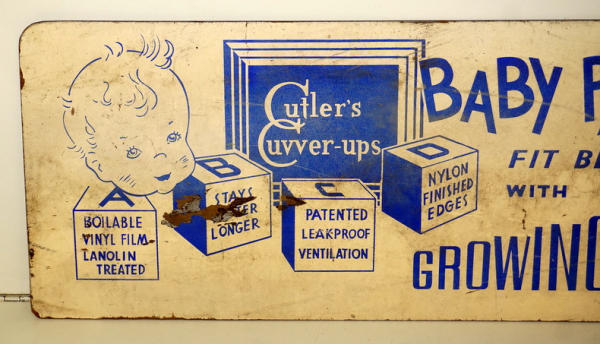 Cutler's
Cuvver-ups
A
BOILABLE
VINYL FILM
LANOLIN
TREATED
B
STAYS
LONGER
C
PATENTED
LEAKPROOF
VENTILATION
D
NYLON
FINISHED
EDGES
BABY
FIT
WITH
GROWING